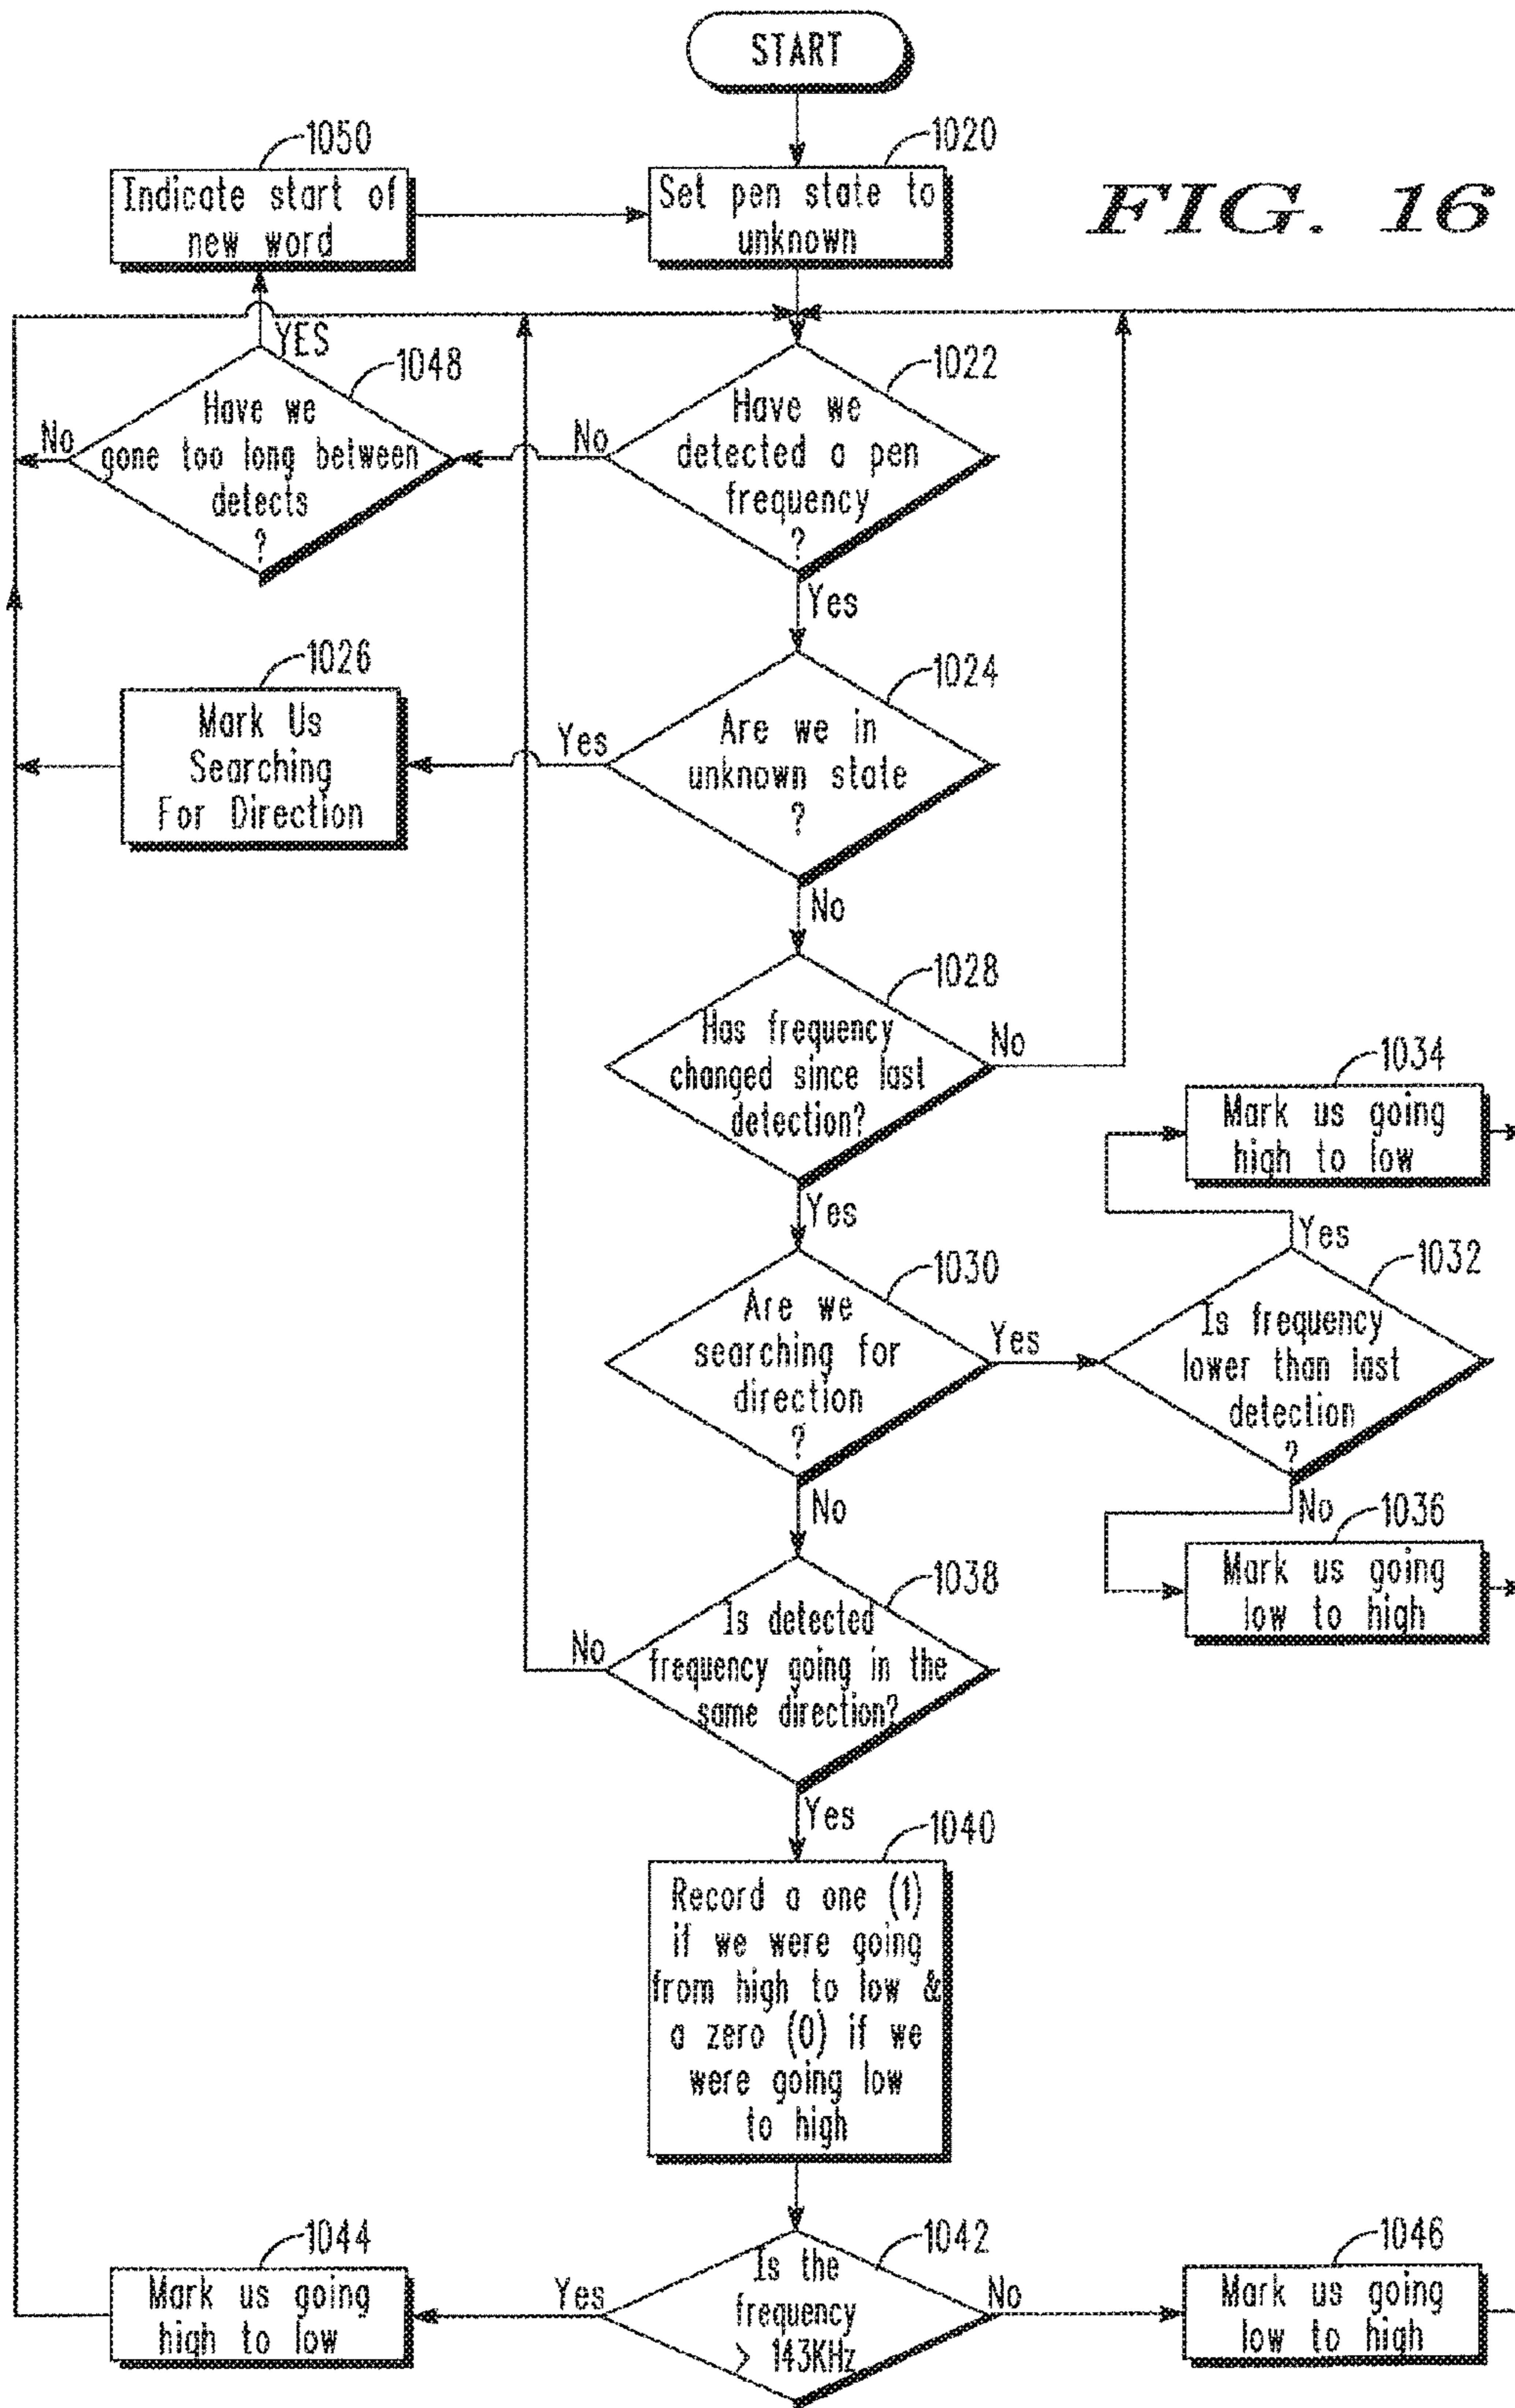 START
1050
1020
Indicate start of
new word
Set pen state to
unknown
FIG. 16
YES
1048
1022
Have we
gone too long between
detects
?
No
Have we
detected a pen
frequency
?
No
Yes
1026
1024
Mark Us
Searching
For Direction
Yes
Are we in
unknown state
?
No
1028
Has frequency
changed since last
detection?
No
Yes
1034
Mark us going
high to low
1030
Are we
searching for
direction
?
Yes
Yes
1032
Is frequency
lower than last
detection
?
No
No
1036
Mark us going
low to high
1038
Is detected
frequency going in the
same direction?
No
Yes
1040
Record a one (1)
if we were going
from high to low &
a zero (0) if we
were going low
to high
1044
Mark us going
high to low
Yes
1042
Is the
frequency
> 143KHz
No
1046
Mark us going
low to high